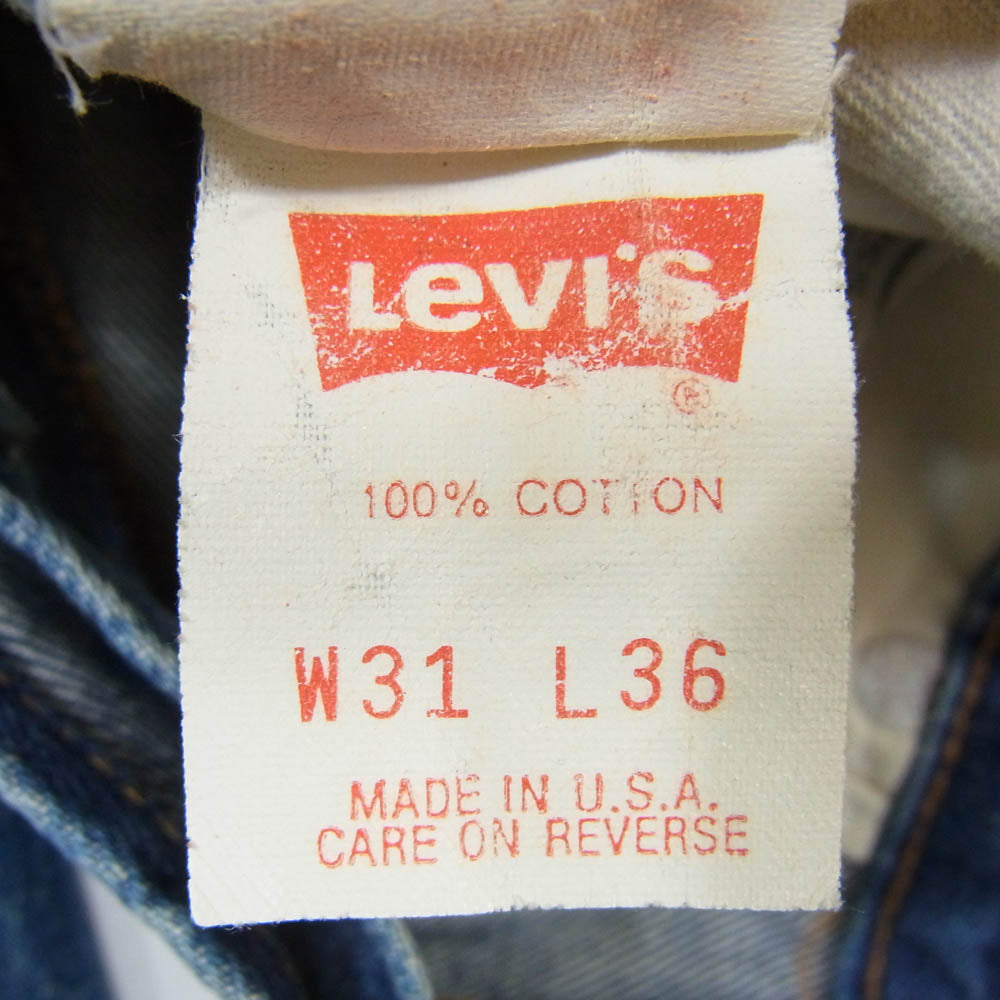 Levi's
®
100% COTTON
W31 L36
MADE IN U.S.A.
CARE ON REVERSE